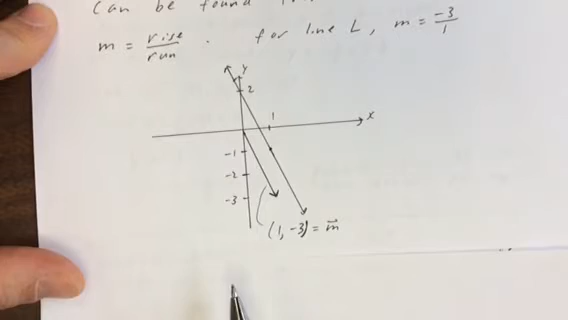 can be found
m = rise/run. for line L, m = -3/1
y
2
1
x
-1
-2
-3
(1, -3) = m⃗